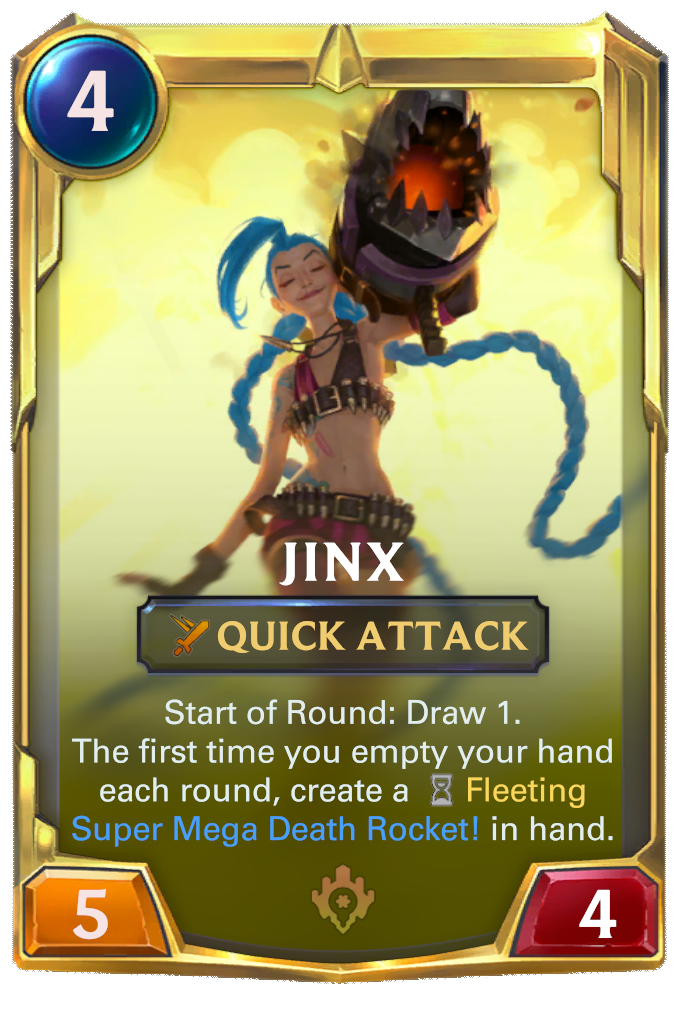 4
JINX
QUICK ATTACK
Start of Round: Draw 1.
The first time you empty your hand
each round, create a Fleeting
Super Mega Death Rocket! in hand.
5
4